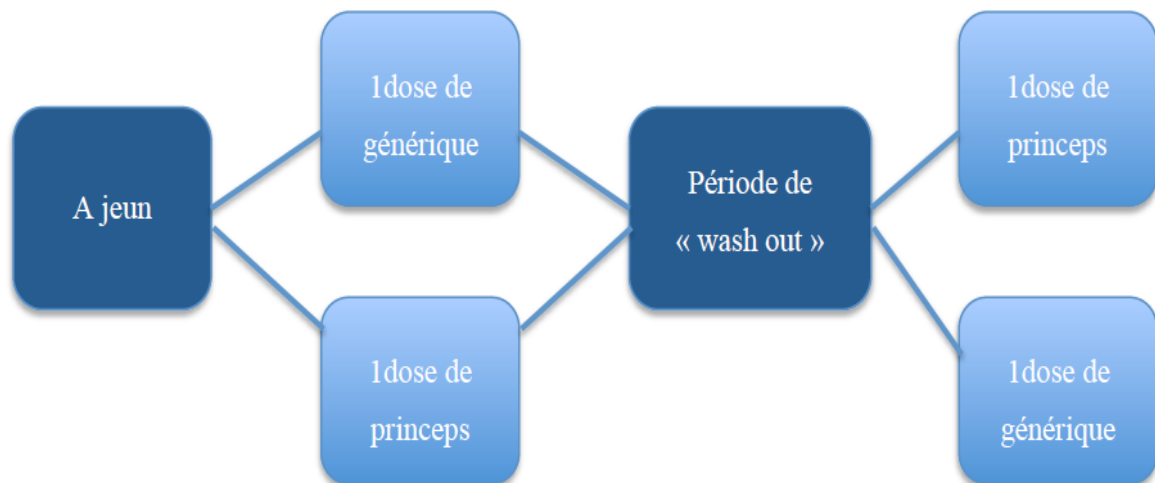 A jeun
1dose de
générique
1dose de
princeps
Période de
« wash out »
1dose de
princeps
1dose de
générique